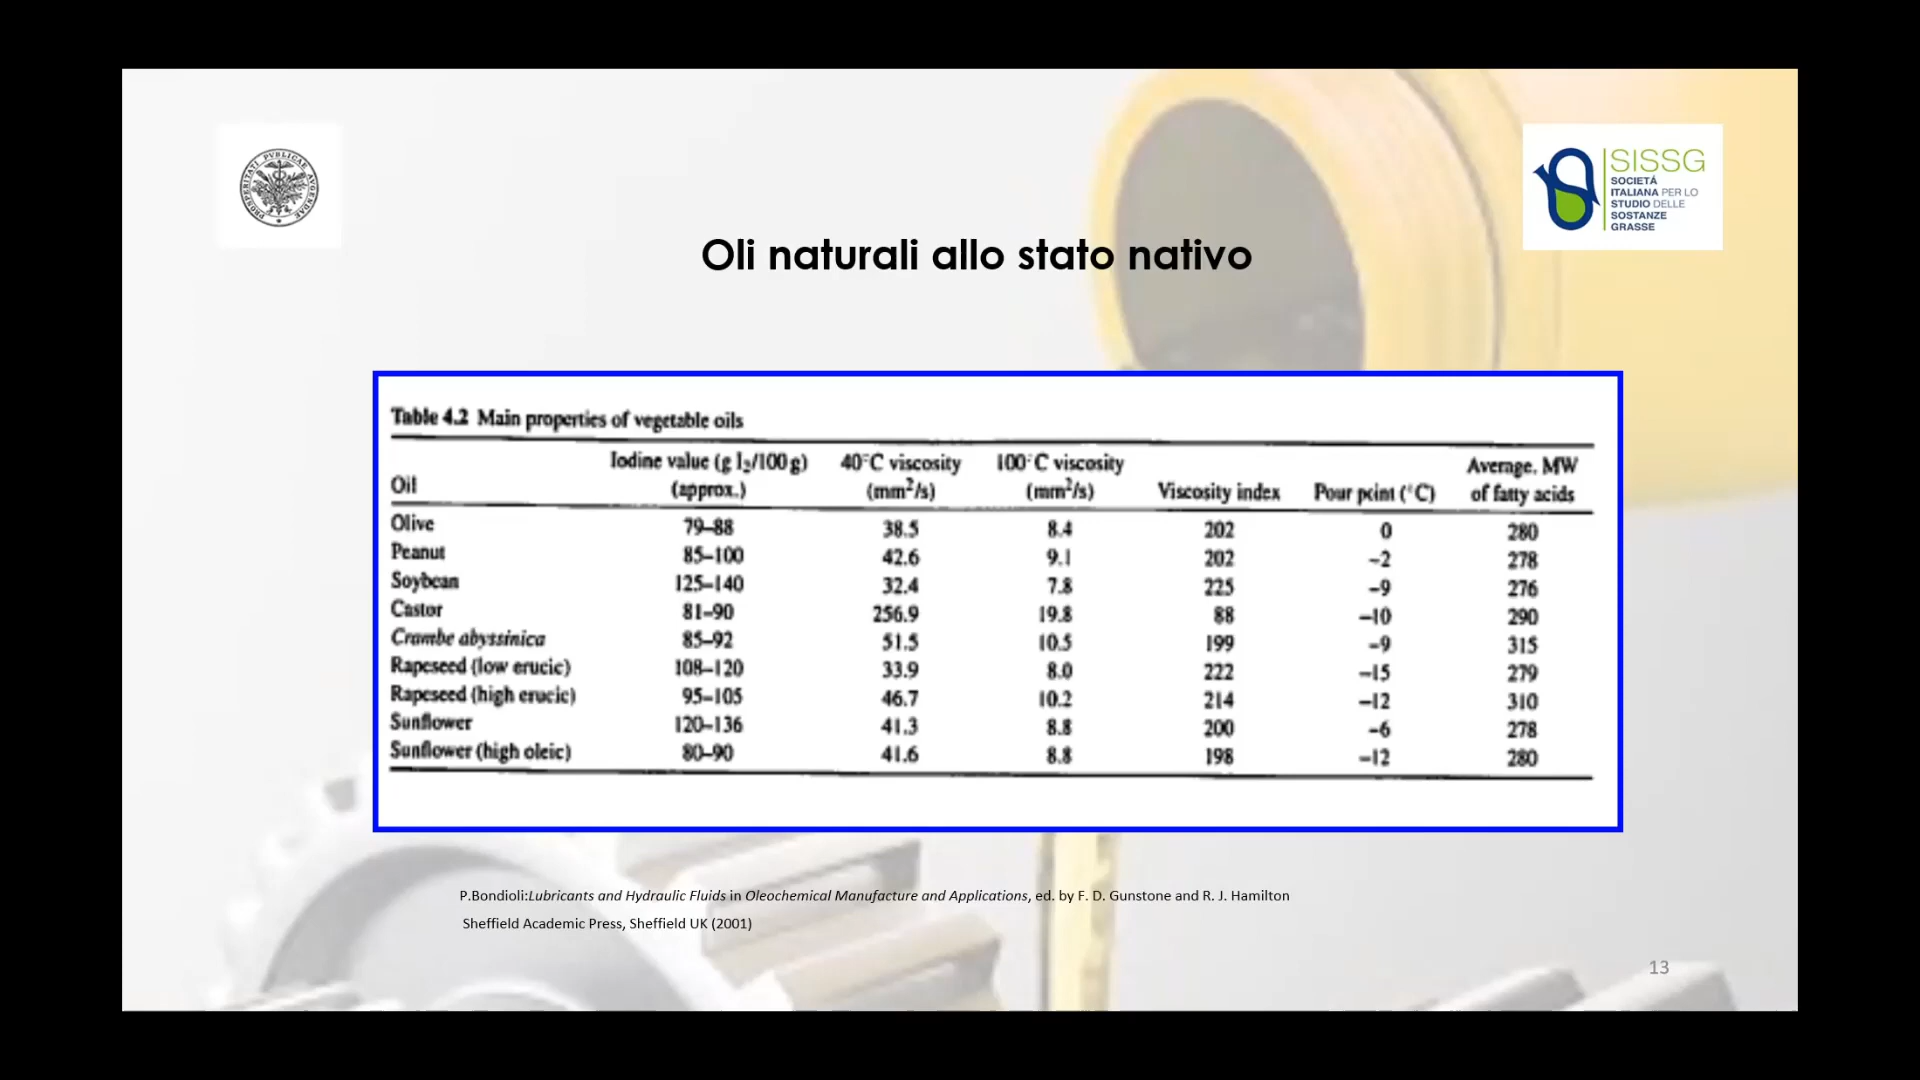 PROSPERITATI PVBLICAE AVGENDAE
SISSG
SOCIETÁ
ITALIANA PER LO
STUDIO DELLE
SOSTANZE
GRASSE
Oli naturali allo stato nativo
Table 4.2 Main properties of vegetable oils
Oil Iodine value (g I₂/100 g) (approx.) 40°C viscosity (mm²/s) 100°C viscosity (mm²/s) Viscosity index Pour point (°C) Average, MW of fatty acids
Olive 79–88 38.5 8.4 202 0 280
Peanut 85–100 42.6 9.1 202 –2 278
Soybean 125–140 32.4 7.8 225 –9 276
Castor 81–90 256.9 19.8 88 –10 290
Crambe abyssinica 85–92 51.5 10.5 199 –9 315
Rapeseed (low erucic) 108–120 33.9 8.0 222 –15 279
Rapeseed (high erucic) 95–105 46.7 10.2 214 –12 310
Sunflower 120–136 41.3 8.8 200 –6 278
Sunflower (high oleic) 80–90 41.6 8.8 198 –12 280
P.Bondioli:Lubricants and Hydraulic Fluids in Oleochemical Manufacture and Applications, ed. by F. D. Gunstone and R. J. Hamilton
Sheffield Academic Press, Sheffield UK (2001)
13